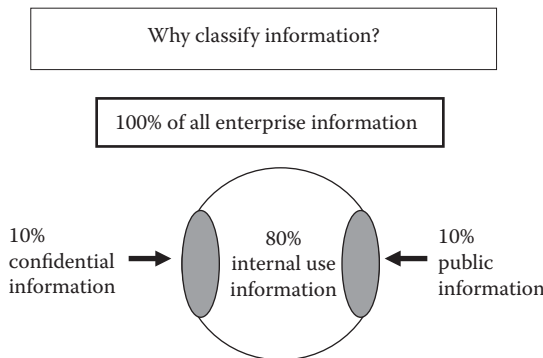 Why classify information?
100% of all enterprise information
10%
confidential
information
80%
internal use
information
10%
public
information